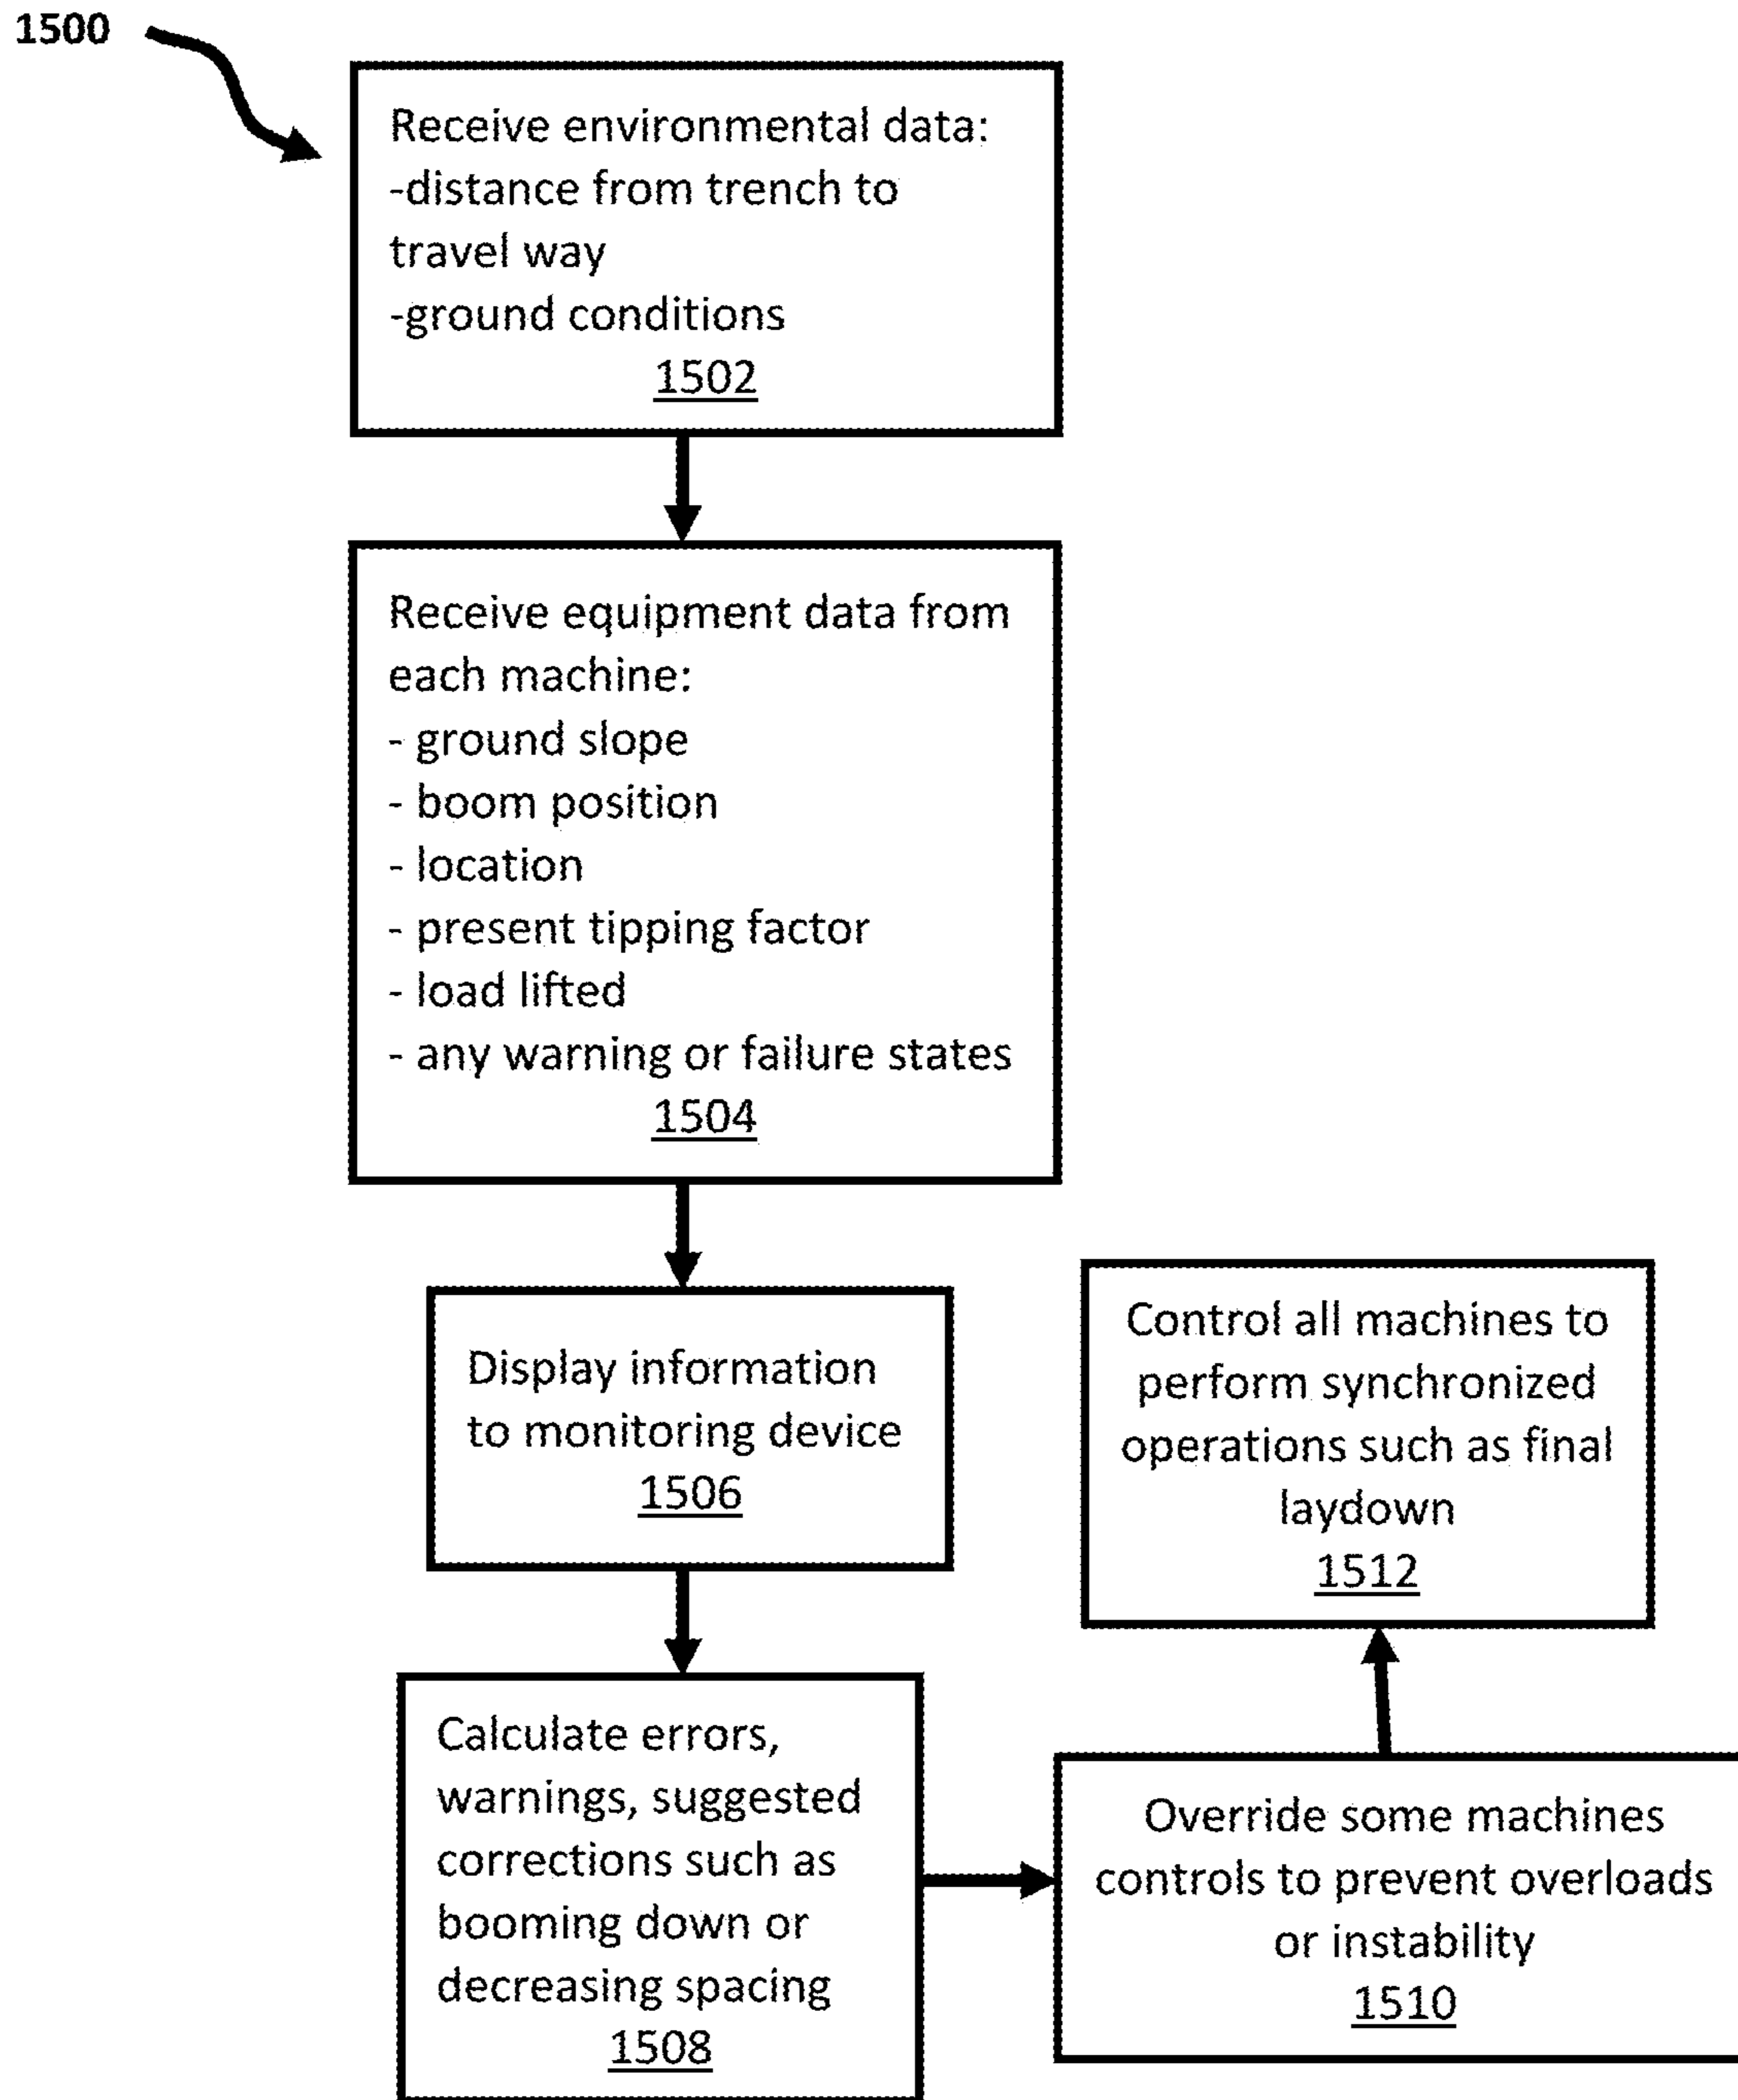 1500
Receive environmental data:
-distance from trench to
travel way
-ground conditions
1502
Receive equipment data from
each machine:
- ground slope
- boom position
- location
- present tipping factor
- load lifted
- any warning or failure states
1504
Display information
to monitoring device
1506
Calculate errors,
warnings, suggested
corrections such as
booming down or
decreasing spacing
1508
Override some machines
controls to prevent overloads
or instability
1510
Control all machines to
perform synchronized
operations such as final
laydown
1512